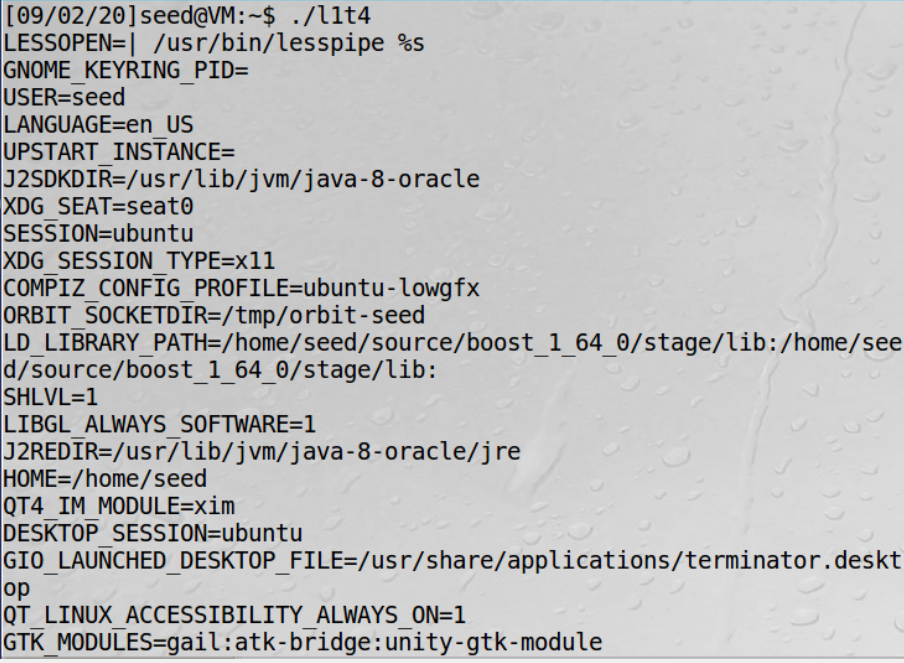 [09/02/20]seed@VM:~$ ./l1t4
LESSOPEN=| /usr/bin/lesspipe %s
GNOME_KEYRING_PID=
USER=seed
LANGUAGE=en_US
UPSTART_INSTANCE=
J2SDKDIR=/usr/lib/jvm/java-8-oracle
XDG_SEAT=seat0
SESSION=ubuntu
XDG_SESSION_TYPE=x11
COMPIZ_CONFIG_PROFILE=ubuntu-lowgfx
ORBIT_SOCKETDIR=/tmp/orbit-seed
LD_LIBRARY_PATH=/home/seed/source/boost_1_64_0/stage/lib:/home/see
d/source/boost_1_64_0/stage/lib:
SHLVL=1
LIBGL_ALWAYS_SOFTWARE=1
J2REDIR=/usr/lib/jvm/java-8-oracle/jre
HOME=/home/seed
QT4_IM_MODULE=xim
DESKTOP_SESSION=ubuntu
GIO_LAUNCHED_DESKTOP_FILE=/usr/share/applications/terminator.deskt
op
QT_LINUX_ACCESSIBILITY_ALWAYS_ON=1
GTK_MODULES=gail:atk-bridge:unity-gtk-module